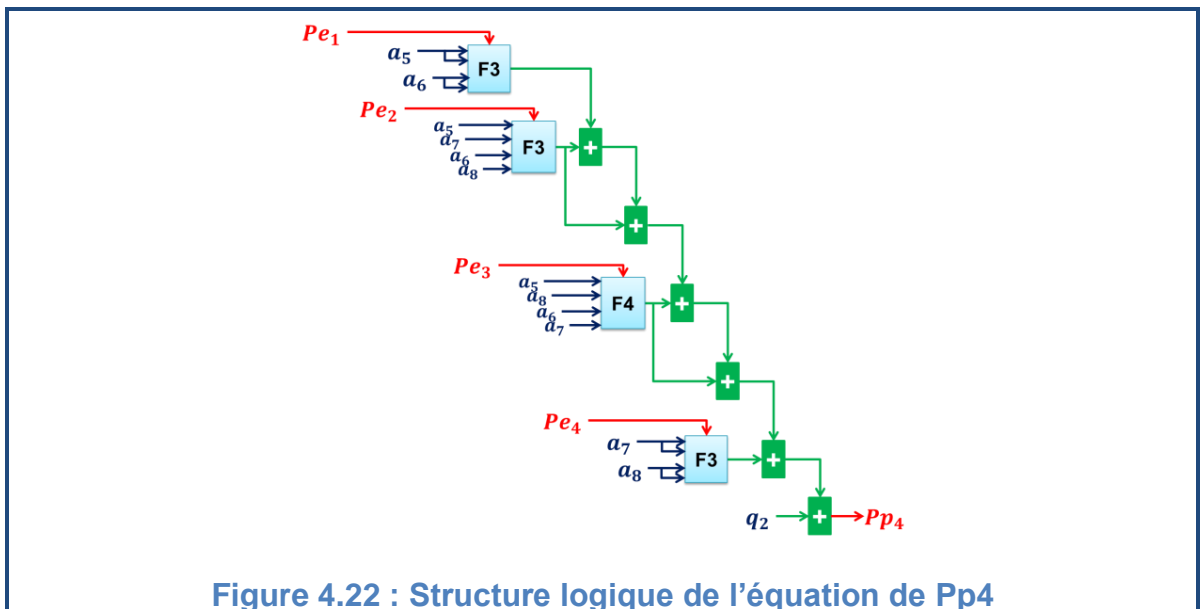 Pe₁
a₅
a₆
F3
Pe₂
a₅
a₇
a₆
a₈
F3
+
+
Pe₃
a₅
a₈
a₆
a₇
F4
+
+
Pe₄
a₇
a₈
F3
+
q₂
+
Pp₄
Figure 4.22 : Structure logique de l’équation de Pp4